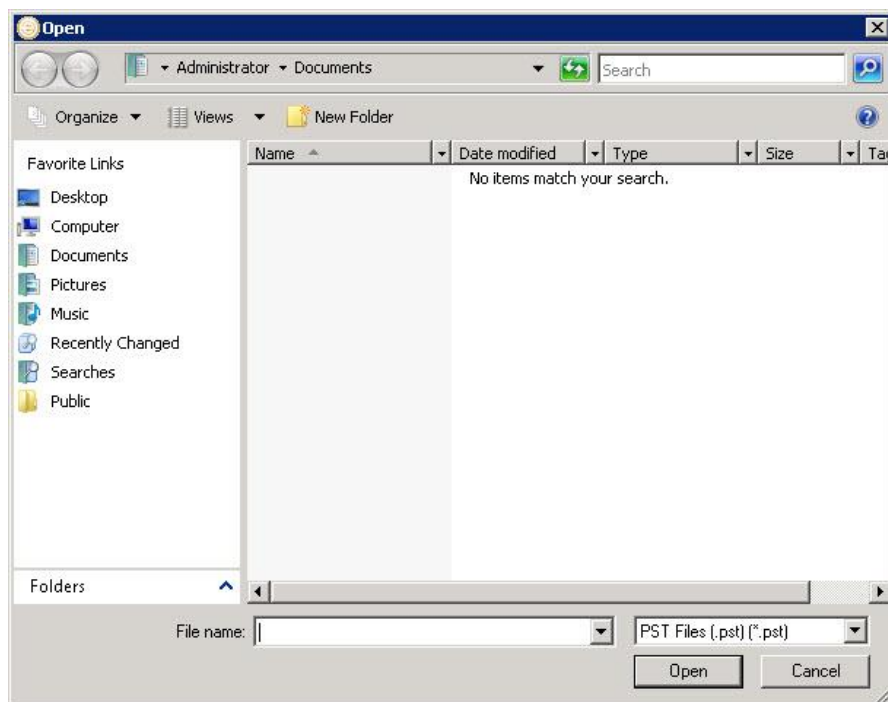 Open
Administrator Documents
Search
Organize Views New Folder
Favorite Links
Desktop
Computer
Documents
Pictures
Music
Recently Changed
Searches
Public
Folders
Name Date modified Type Size Tag
No items match your search.
File name:
PST Files (.pst) (*.pst)
Open Cancel